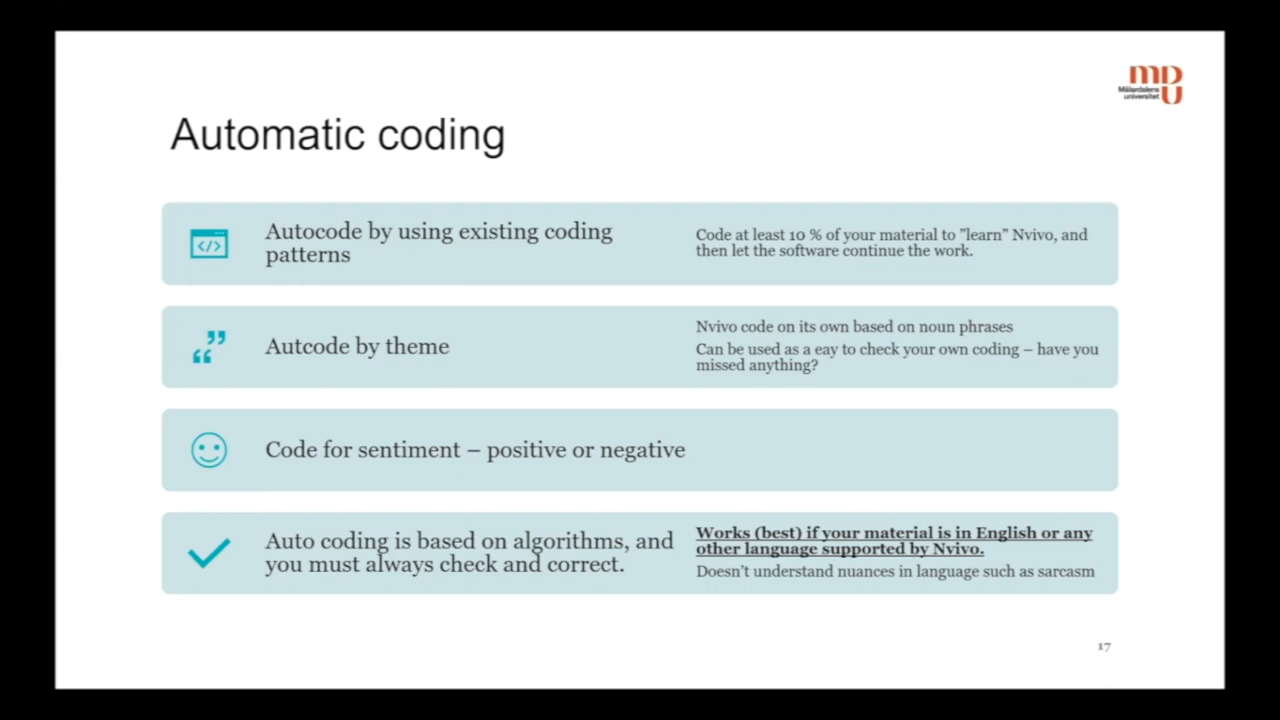 MDU
Mälardalens
universitet
Automatic coding
Autocode by using existing coding
patterns
Code at least 10 % of your material to ”learn” Nvivo, and
then let the software continue the work.
Autcode by theme
Nvivo code on its own based on noun phrases
Can be used as a eay to check your own coding – have you
missed anything?
Code for sentiment – positive or negative
Auto coding is based on algorithms, and
you must always check and correct.
Works (best) if your material is in English or any
other language supported by Nvivo.
Doesn’t understand nuances in language such as sarcasm
17